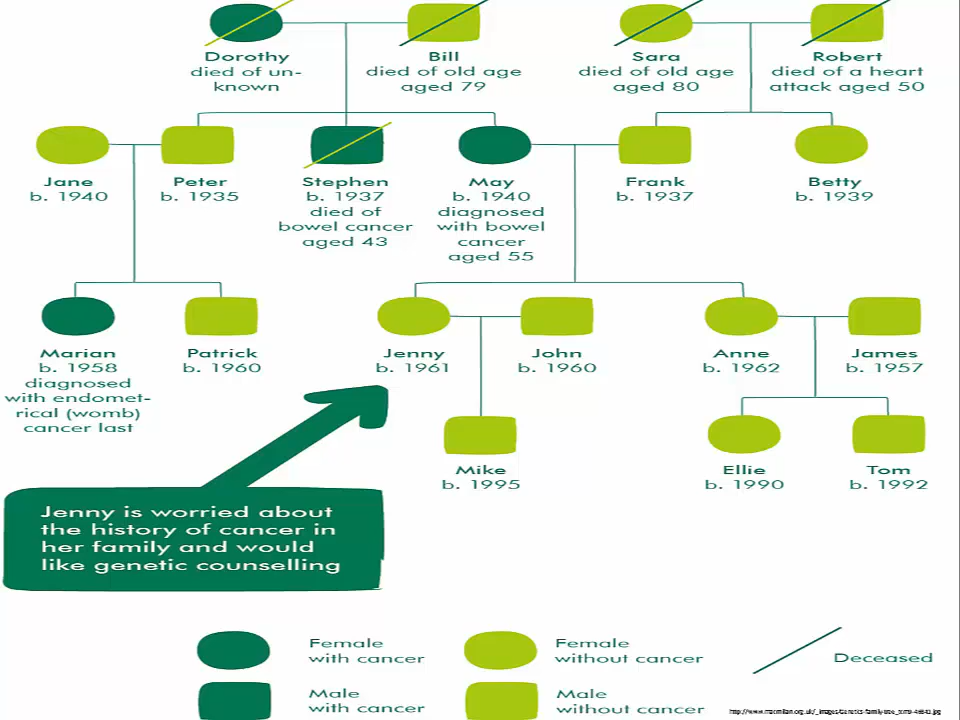 Dorothy
died of un-
known
Bill
died of old age
aged 79
Sara
died of old age
aged 80
Robert
died of a heart
attack aged 50
Jane
b. 1940
Peter
b. 1935
Stephen
b. 1937
died of
bowel cancer
aged 43
May
b. 1940
diagnosed
with bowel
cancer
aged 55
Frank
b. 1937
Betty
b. 1939
Marian
b. 1958
diagnosed
with endomet-
rical (womb)
cancer last
Patrick
b. 1960
Jenny
b. 1961
John
b. 1960
Anne
b. 1962
James
b. 1957
Mike
b. 1995
Ellie
b. 1990
Tom
b. 1992
Jenny is worried about
the history of cancer in
her family and would
like genetic counselling
Female
with cancer
Female
without cancer
Deceased
Male
with cancer
Male
without cancer